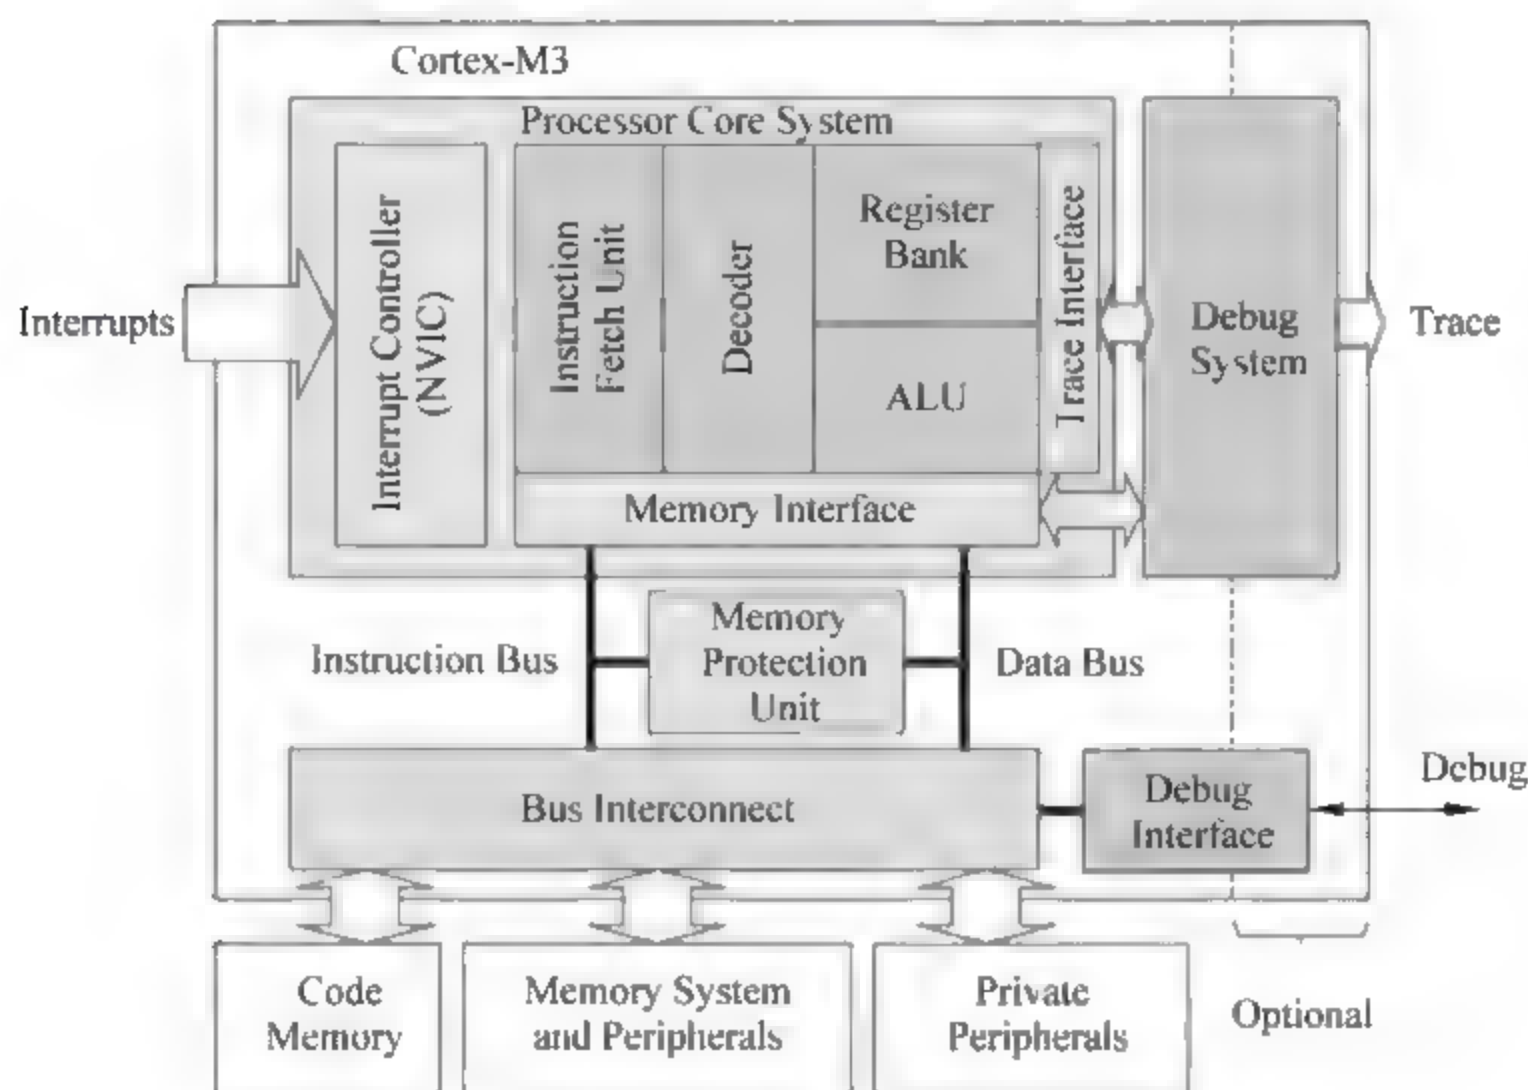 Cortex-M3
Processor Core System
Interrupts
Interrupt Controller
(NVIC)
Instruction
Fetch Unit
Decoder
Register
Bank
ALU
Trace Interface
Debug
System
Trace
Memory Interface
Instruction Bus
Memory
Protection
Unit
Data Bus
Bus Interconnect
Debug
Interface
Debug
Code
Memory
Memory System
and Peripherals
Private
Peripherals
Optional